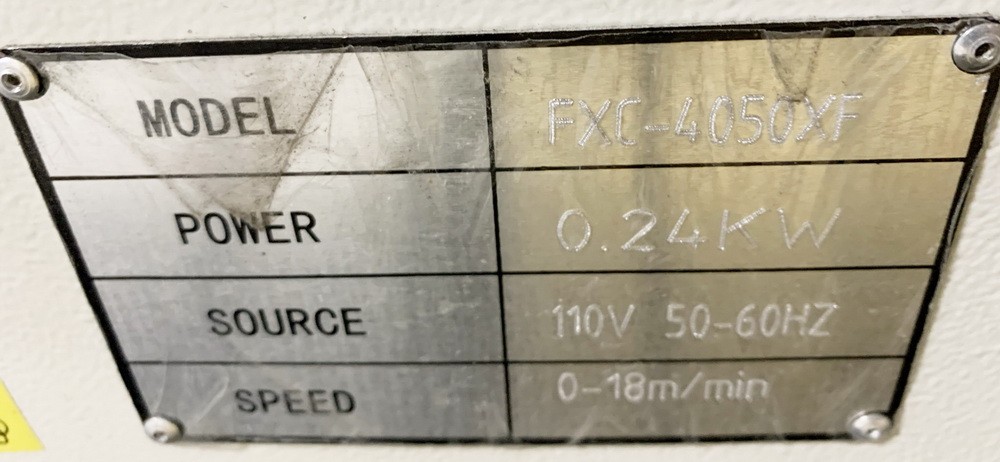 MODEL FXC-4050XF
POWER 0.24KW
SOURCE 110V 50-60HZ
SPEED 0-18m/min